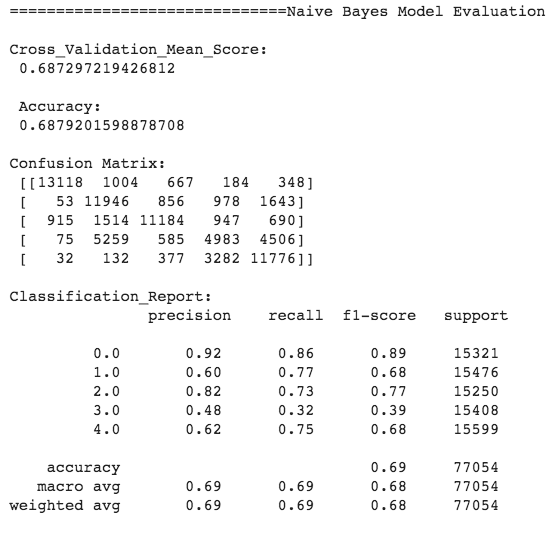 ==============================Naive Bayes Model Evaluation
Cross_Validation_Mean_Score:
0.687297219426812
Accuracy:
0.6879201598878708
Confusion Matrix:
[[13118 1004 667 184 348]
[ 53 11946 856 978 1643]
[ 915 1514 11184 947 690]
[ 75 5259 585 4983 4506]
[ 32 132 377 3282 11776]]
Classification_Report:
precision recall f1-score support
0.0 0.92 0.86 0.89 15321
1.0 0.60 0.77 0.68 15476
2.0 0.82 0.73 0.77 15250
3.0 0.48 0.32 0.39 15408
4.0 0.62 0.75 0.68 15599
accuracy 0.69 77054
macro avg 0.69 0.69 0.68 77054
weighted avg 0.69 0.69 0.68 77054